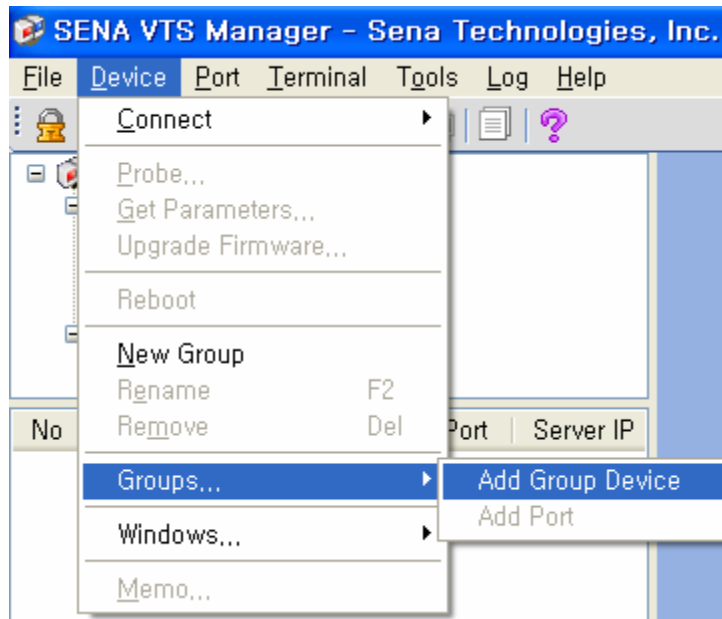 SENA VTS Manager - Sena Technologies, Inc.
File Device Port Terminal Tools Log Help
Connect
Probe...
Get Parameters...
Upgrade Firmware...
Reboot
New Group
Rename F2
Remove Del
No Port Server IP
Groups...
Add Group Device
Add Port
Windows...
Memo...